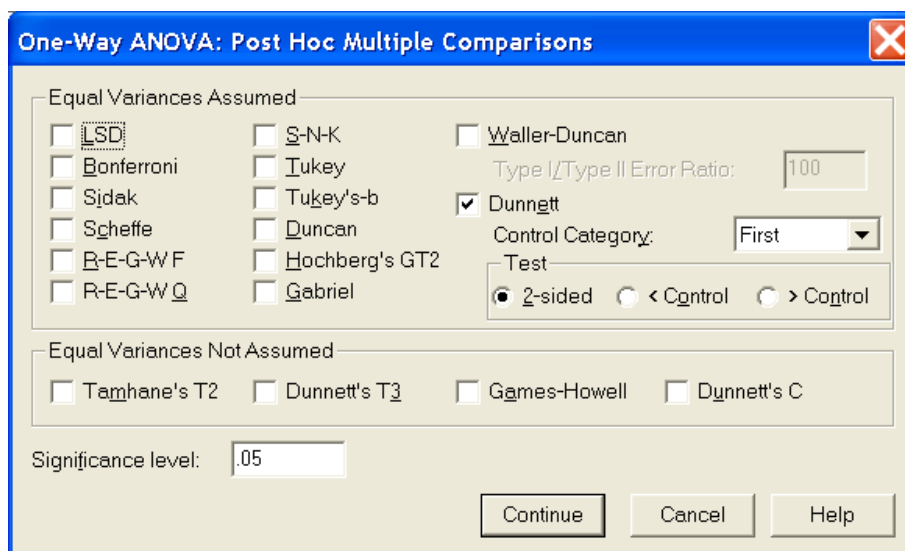 One-Way ANOVA: Post Hoc Multiple Comparisons
Equal Variances Assumed
LSD
Bonferroni
Sidak
Scheffe
R-E-G-W F
R-E-G-W Q
S-N-K
Tukey
Tukey's-b
Duncan
Hochberg's GT2
Gabriel
Waller-Duncan
Type I/Type II Error Ratio: 100
Dunnett
Control Category: First
Test
2-sided < Control > Control
Equal Variances Not Assumed
Tamhane's T2 Dunnett's T3 Games-Howell Dunnett's C
Significance level: .05
Continue Cancel Help